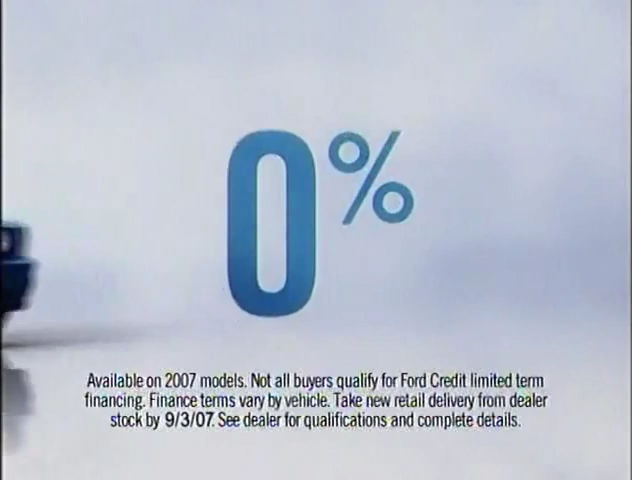 0%
Available on 2007 models. Not all buyers qualify for Ford Credit limited term
financing. Finance terms vary by vehicle. Take new retail delivery from dealer
stock by 9/3/07. See dealer for qualifications and complete details.